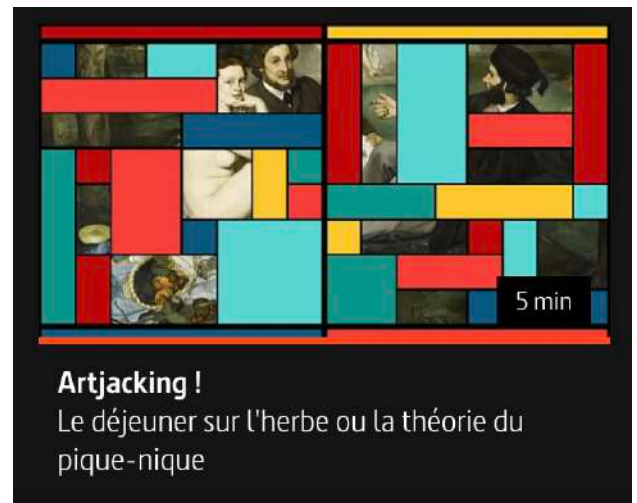 5 min
Artjacking !
Le déjeuner sur l'herbe ou la théorie du
pique-nique